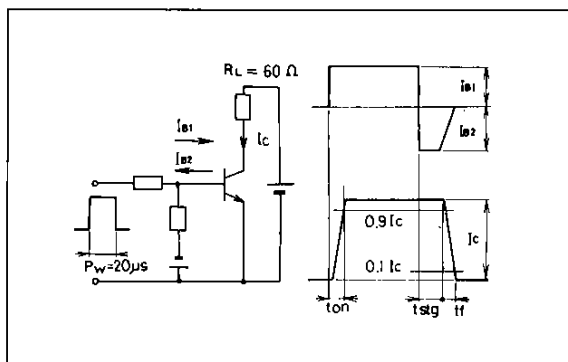 RL = 60 Ω
IB1
IB2
IC
PW=20µs
IB1
IB2
0.9 Ic
Ic
0.1 Ic
ton
tstg
tf